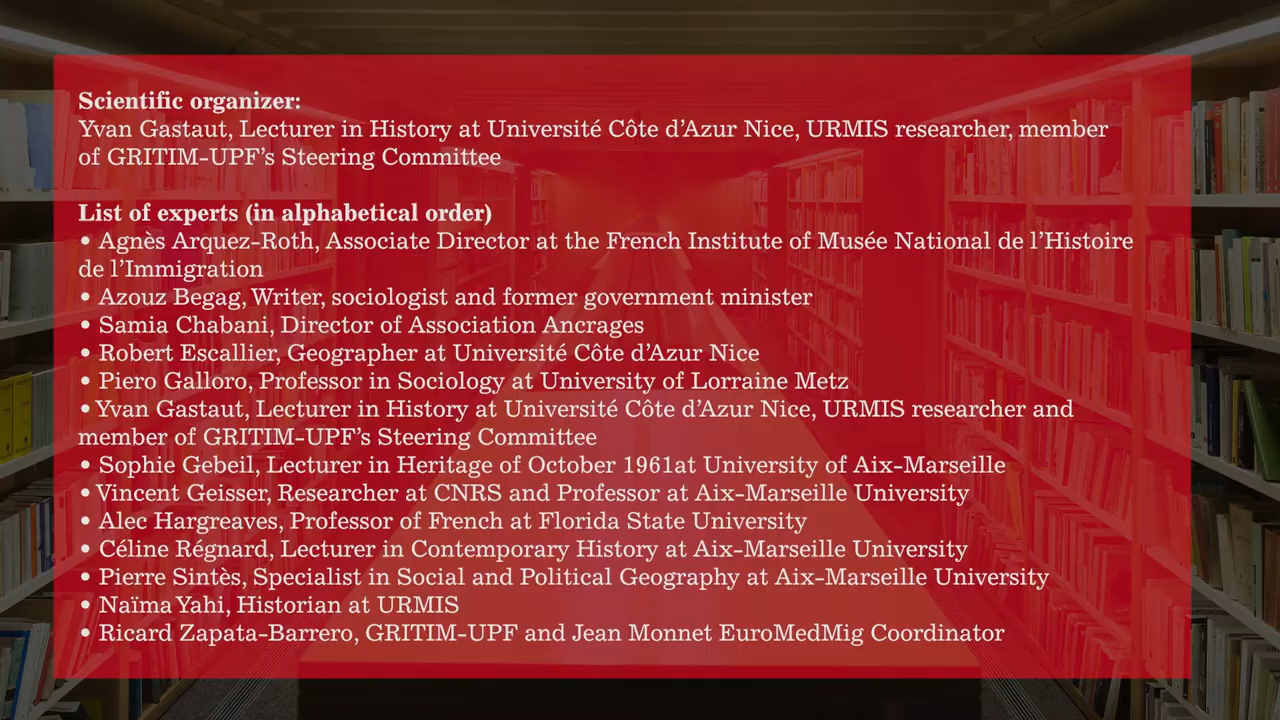 Scientific organizer:
Yvan Gastaut, Lecturer in History at Université Côte d'Azur Nice, URMIS researcher, member
of GRITIM-UPF's Steering Committee
List of experts (in alphabetical order)
• Agnès Arquez-Roth, Associate Director at the French Institute of Musée National de l'Histoire
de l'Immigration
• Azouz Begag, Writer, sociologist and former government minister
• Samia Chabani, Director of Association Ancrages
• Robert Escallier, Geographer at Université Côte d'Azur Nice
• Piero Galloro, Professor in Sociology at University of Lorraine Metz
• Yvan Gastaut, Lecturer in History at Université Côte d'Azur Nice, URMIS researcher and
member of GRITIM-UPF's Steering Committee
• Sophie Gebeil, Lecturer in Heritage of October 1961at University of Aix-Marseille
• Vincent Geisser, Researcher at CNRS and Professor at Aix-Marseille University
• Alec Hargreaves, Professor of French at Florida State University
• Céline Régnard, Lecturer in Contemporary History at Aix-Marseille University
• Pierre Sintès, Specialist in Social and Political Geography at Aix-Marseille University
• Naïma Yahi, Historian at URMIS
• Ricard Zapata-Barrero, GRITIM-UPF and Jean Monnet EuroMedMig Coordinator